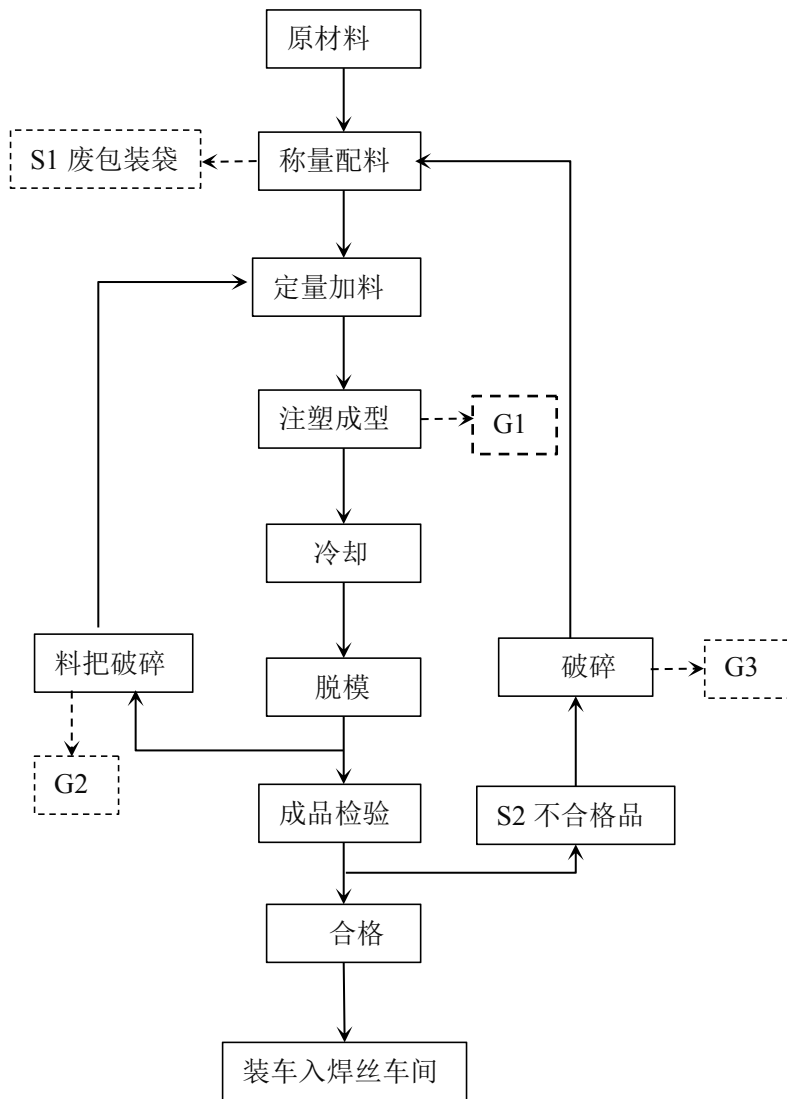 原材料
S1 废包装袋
称量配料
定量加料
注塑成型
G1
冷却
料把破碎
脱模
破碎
G3
G2
成品检验
S2 不合格品
合格
装车入焊丝车间